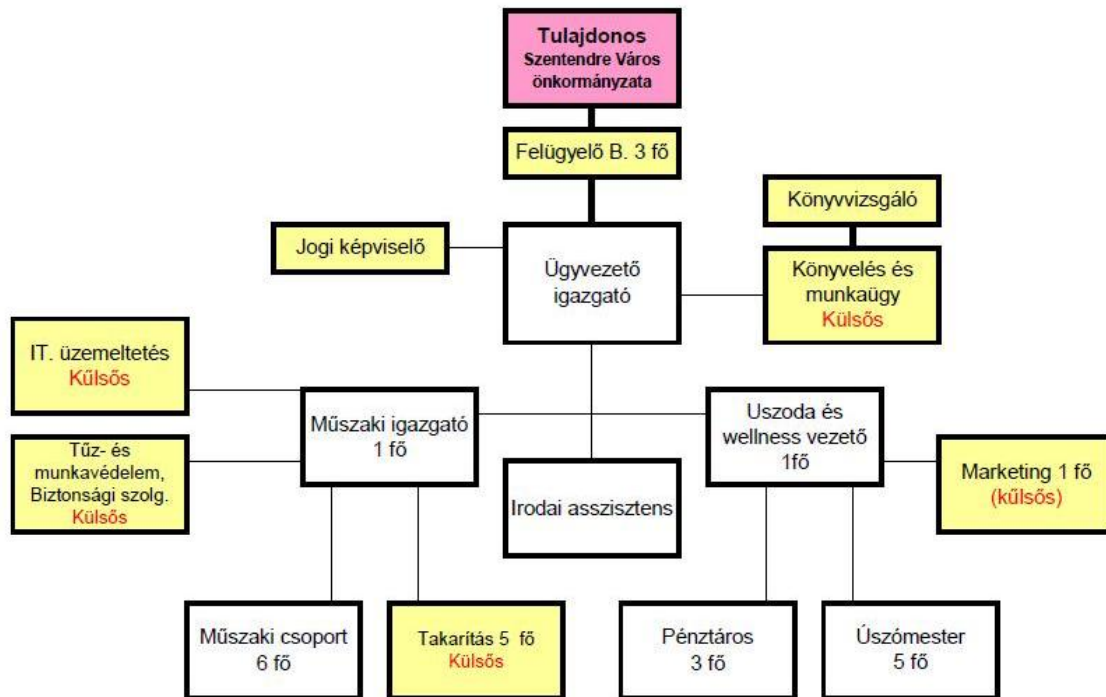 Tulajdonos
Szentendre Város
önkormányzata
Felügyelő B. 3 fő
Könyvvizsgáló
Jogi képviselő
Ügyvezető
igazgató
Könyvelés és
munkaügy
Külsős
IT. üzemeltetés
Kűlsős
Műszaki igazgató
1 fő
Uszoda és
wellness vezető
1fő
Tűz- és
munkavédelem,
Biztonsági szolg.
Külsős
Marketing 1 fő
(kűlsős)
Irodai asszisztens
Műszaki csoport
6 fő
Takarítás 5 fő
Külsős
Pénztáros
3 fő
Úszómester
5 fő